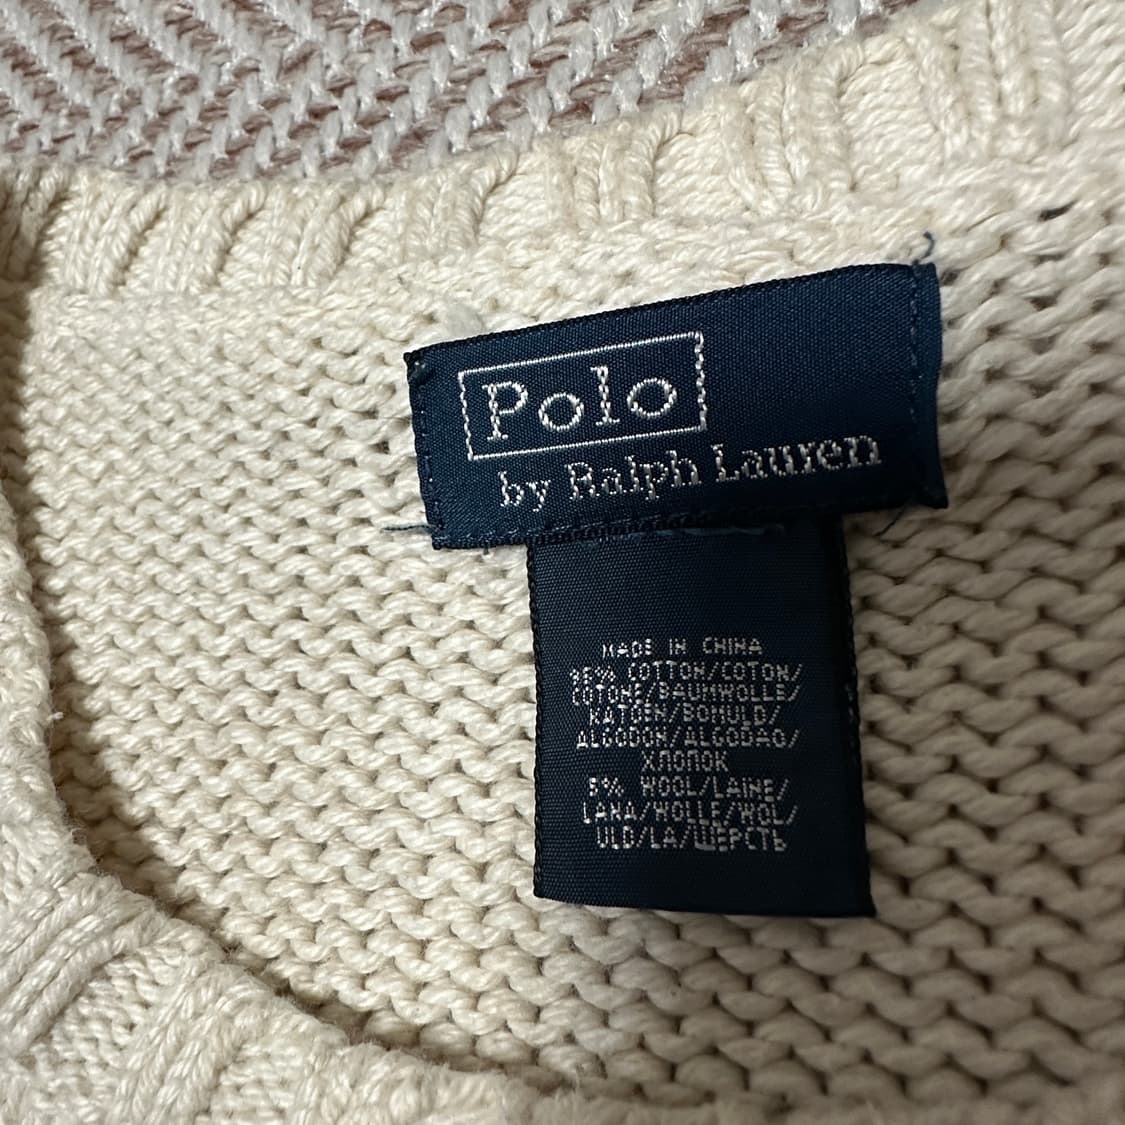 Polo
by Ralph Lauren
MADE IN CHINA
95% COTTON/COTON/
COTONE/BAUMWOLLE/
KATOEN/BOMULD/
ALGODON/ALGODAO/
ХЛОПОК
5% WOOL/LAINE/
LANA/WOLLE/WOL/
ULD/LA/ШЕРСТЬ